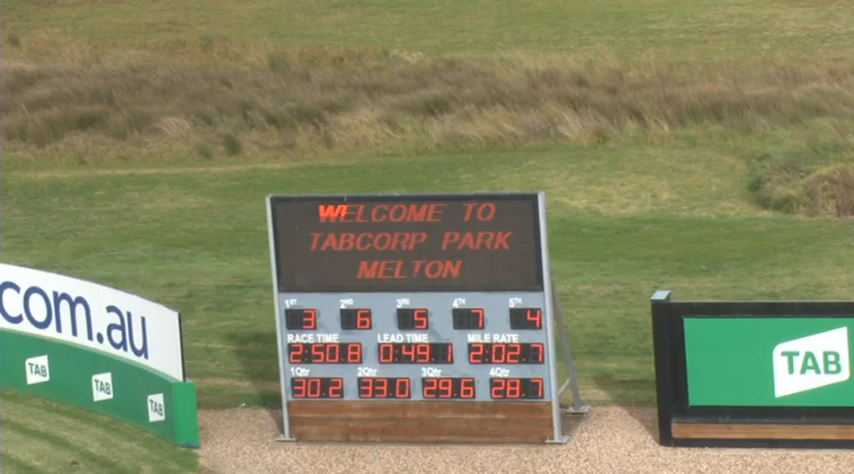 WELCOME TO
TABCORP PARK
MELTON
1ST 2ND 3RD 4TH 5TH
3 6 5 7 4
RACE TIME LEAD TIME MILE RATE
2:50.8 0:49.1 2:02.7
1Qtr 2Qtr 3Qtr 4Qtr
30.2 33.0 29.6 28.7
com.au
TAB TAB TAB
TAB